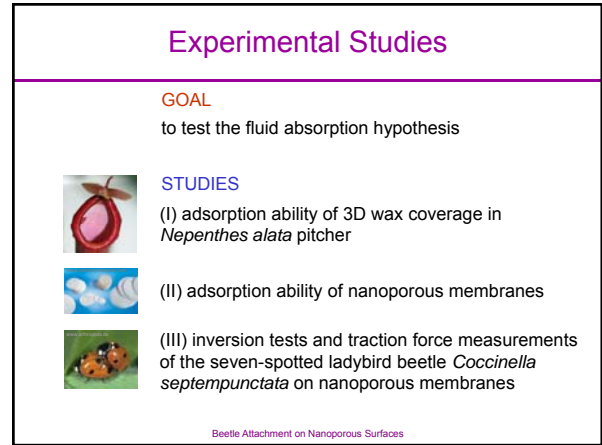 Experimental Studies
GOAL
to test the fluid absorption hypothesis
STUDIES
(I) adsorption ability of 3D wax coverage in
Nepenthes alata pitcher
(II) adsorption ability of nanoporous membranes
(III) inversion tests and traction force measurements
of the seven-spotted ladybird beetle Coccinella
septempunctata on nanoporous membranes
Beetle Attachment on Nanoporous Surfaces